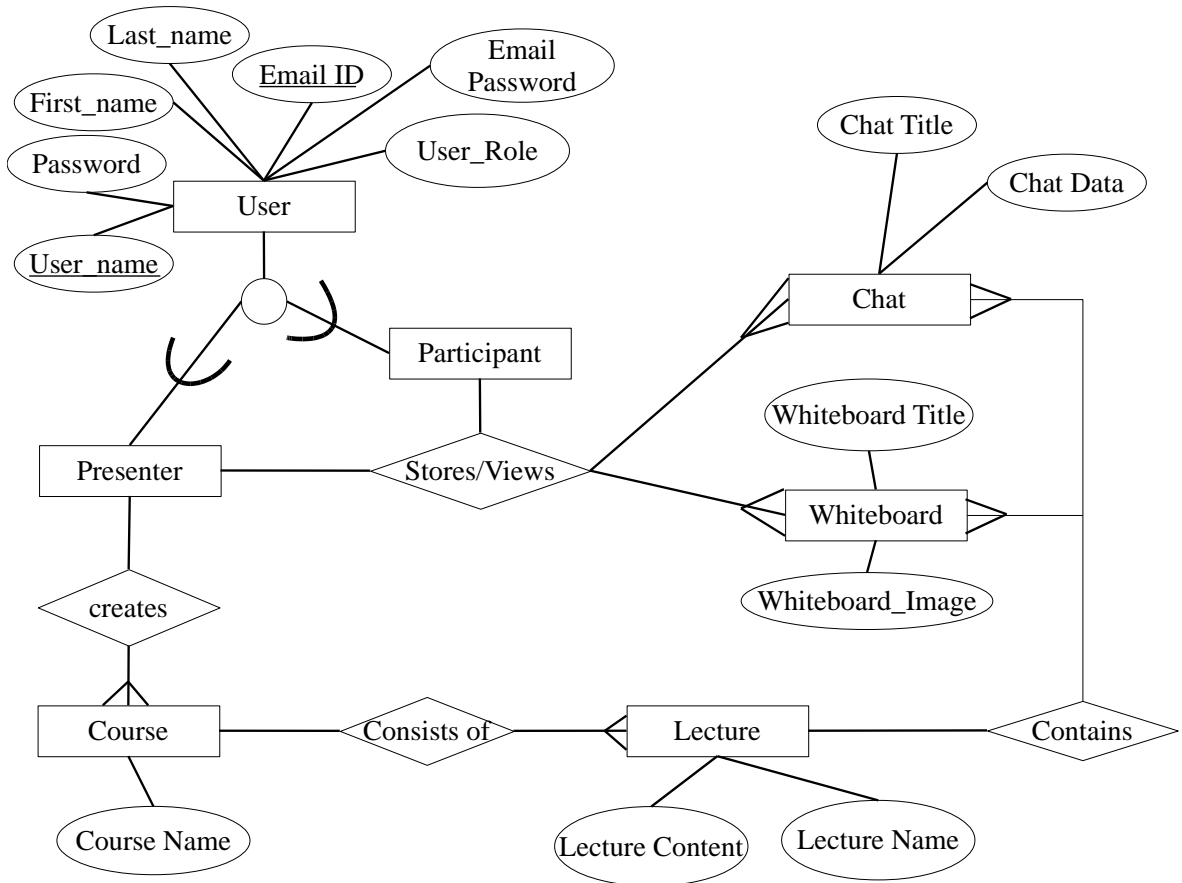 Last_name
Email ID
Email
Password
First_name
User_Role
Chat Title
Password
Chat Data
User
User_name
Chat
Participant
Whiteboard Title
Presenter
Stores/Views
Whiteboard
creates
Whiteboard_Image
Course
Consists of
Lecture
Contains
Course Name
Lecture Content
Lecture Name